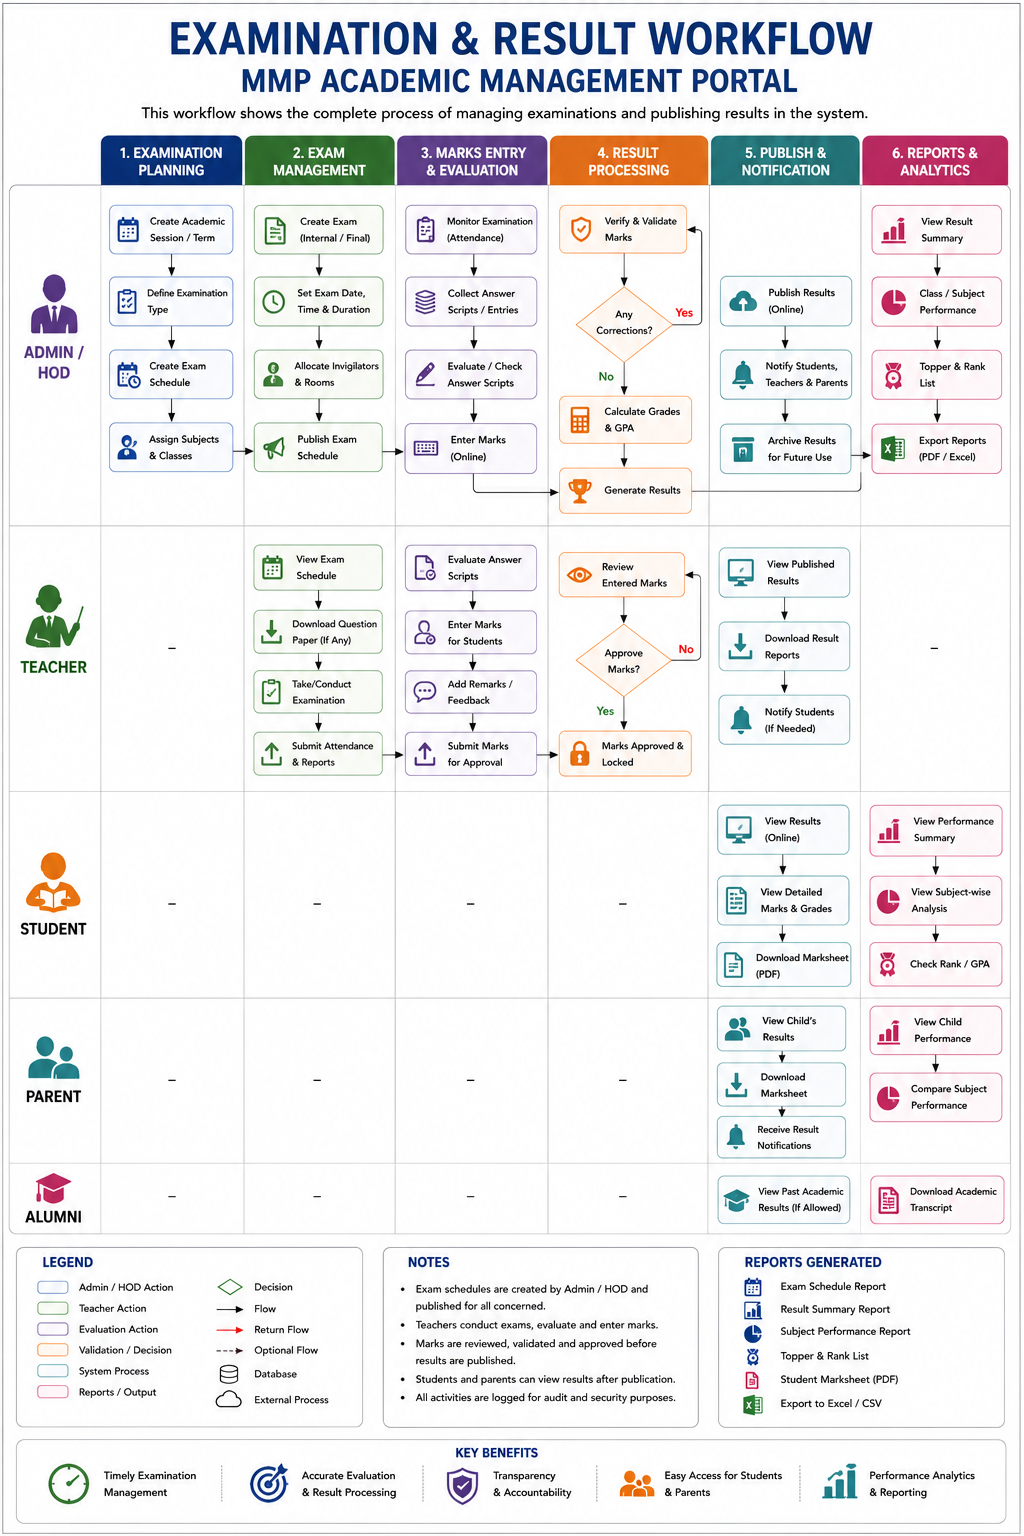 EXAMINATION & RESULT WORKFLOW
MMP ACADEMIC MANAGEMENT PORTAL
This workflow shows the complete process of managing examinations and publishing results in the system.
1. EXAMINATION
PLANNING
2. EXAM
MANAGEMENT
3. MARKS ENTRY
& EVALUATION
4. RESULT
PROCESSING
5. PUBLISH &
NOTIFICATION
6. REPORTS &
ANALYTICS
ADMIN /
HOD
Create Academic
Session / Term
Define Examination
Type
Create Exam
Schedule
Assign Subjects
& Classes
Create Exam
(Internal / Final)
Set Exam Date,
Time & Duration
Allocate Invigilators
& Rooms
Publish Exam
Schedule
Monitor Examination
(Attendance)
Collect Answer
Scripts / Entries
Evaluate / Check
Answer Scripts
Enter Marks
(Online)
Verify & Validate
Marks
Any
Corrections?
Yes
No
Calculate Grades
& GPA
Generate Results
Publish Results
(Online)
Notify Students,
Teachers & Parents
Archive Results
for Future Use
View Result
Summary
Class / Subject
Performance
Topper & Rank
List
Export Reports
(PDF / Excel)
TEACHER
–
View Exam
Schedule
Download Question
Paper (If Any)
Take/Conduct
Examination
Submit Attendance
& Reports
Evaluate Answer
Scripts
Enter Marks
for Students
Add Remarks /
Feedback
Submit Marks
for Approval
Review
Entered Marks
Approve
Marks?
No
Yes
Marks Approved &
Locked
View Published
Results
Download Result
Reports
Notify Students
(If Needed)
–
STUDENT
–
–
–
–
View Results
(Online)
View Detailed
Marks & Grades
Download Marksheet
(PDF)
View Performance
Summary
View Subject-wise
Analysis
Check Rank / GPA
PARENT
–
–
–
–
View Child's
Results
Download
Marksheet
Receive Result
Notifications
View Child
Performance
Compare Subject
Performance
ALUMNI
–
–
–
–
View Past Academic
Results (If Allowed)
Download Academic
Transcript
LEGEND
Admin / HOD Action
Teacher Action
Evaluation Action
Validation / Decision
System Process
Reports / Output
Decision
Flow
Return Flow
Optional Flow
Database
External Process
NOTES
• Exam schedules are created by Admin / HOD and
published for all concerned.
• Teachers conduct exams, evaluate and enter marks.
• Marks are reviewed, validated and approved before
results are published.
• Students and parents can view results after publication.
• All activities are logged for audit and security purposes.
REPORTS GENERATED
Exam Schedule Report
Result Summary Report
Subject Performance Report
Topper & Rank List
Student Marksheet (PDF)
Export to Excel / CSV
KEY BENEFITS
Timely Examination
Management
Accurate Evaluation
& Result Processing
Transparency
& Accountability
Easy Access for Students
& Parents
Performance Analytics
& Reporting